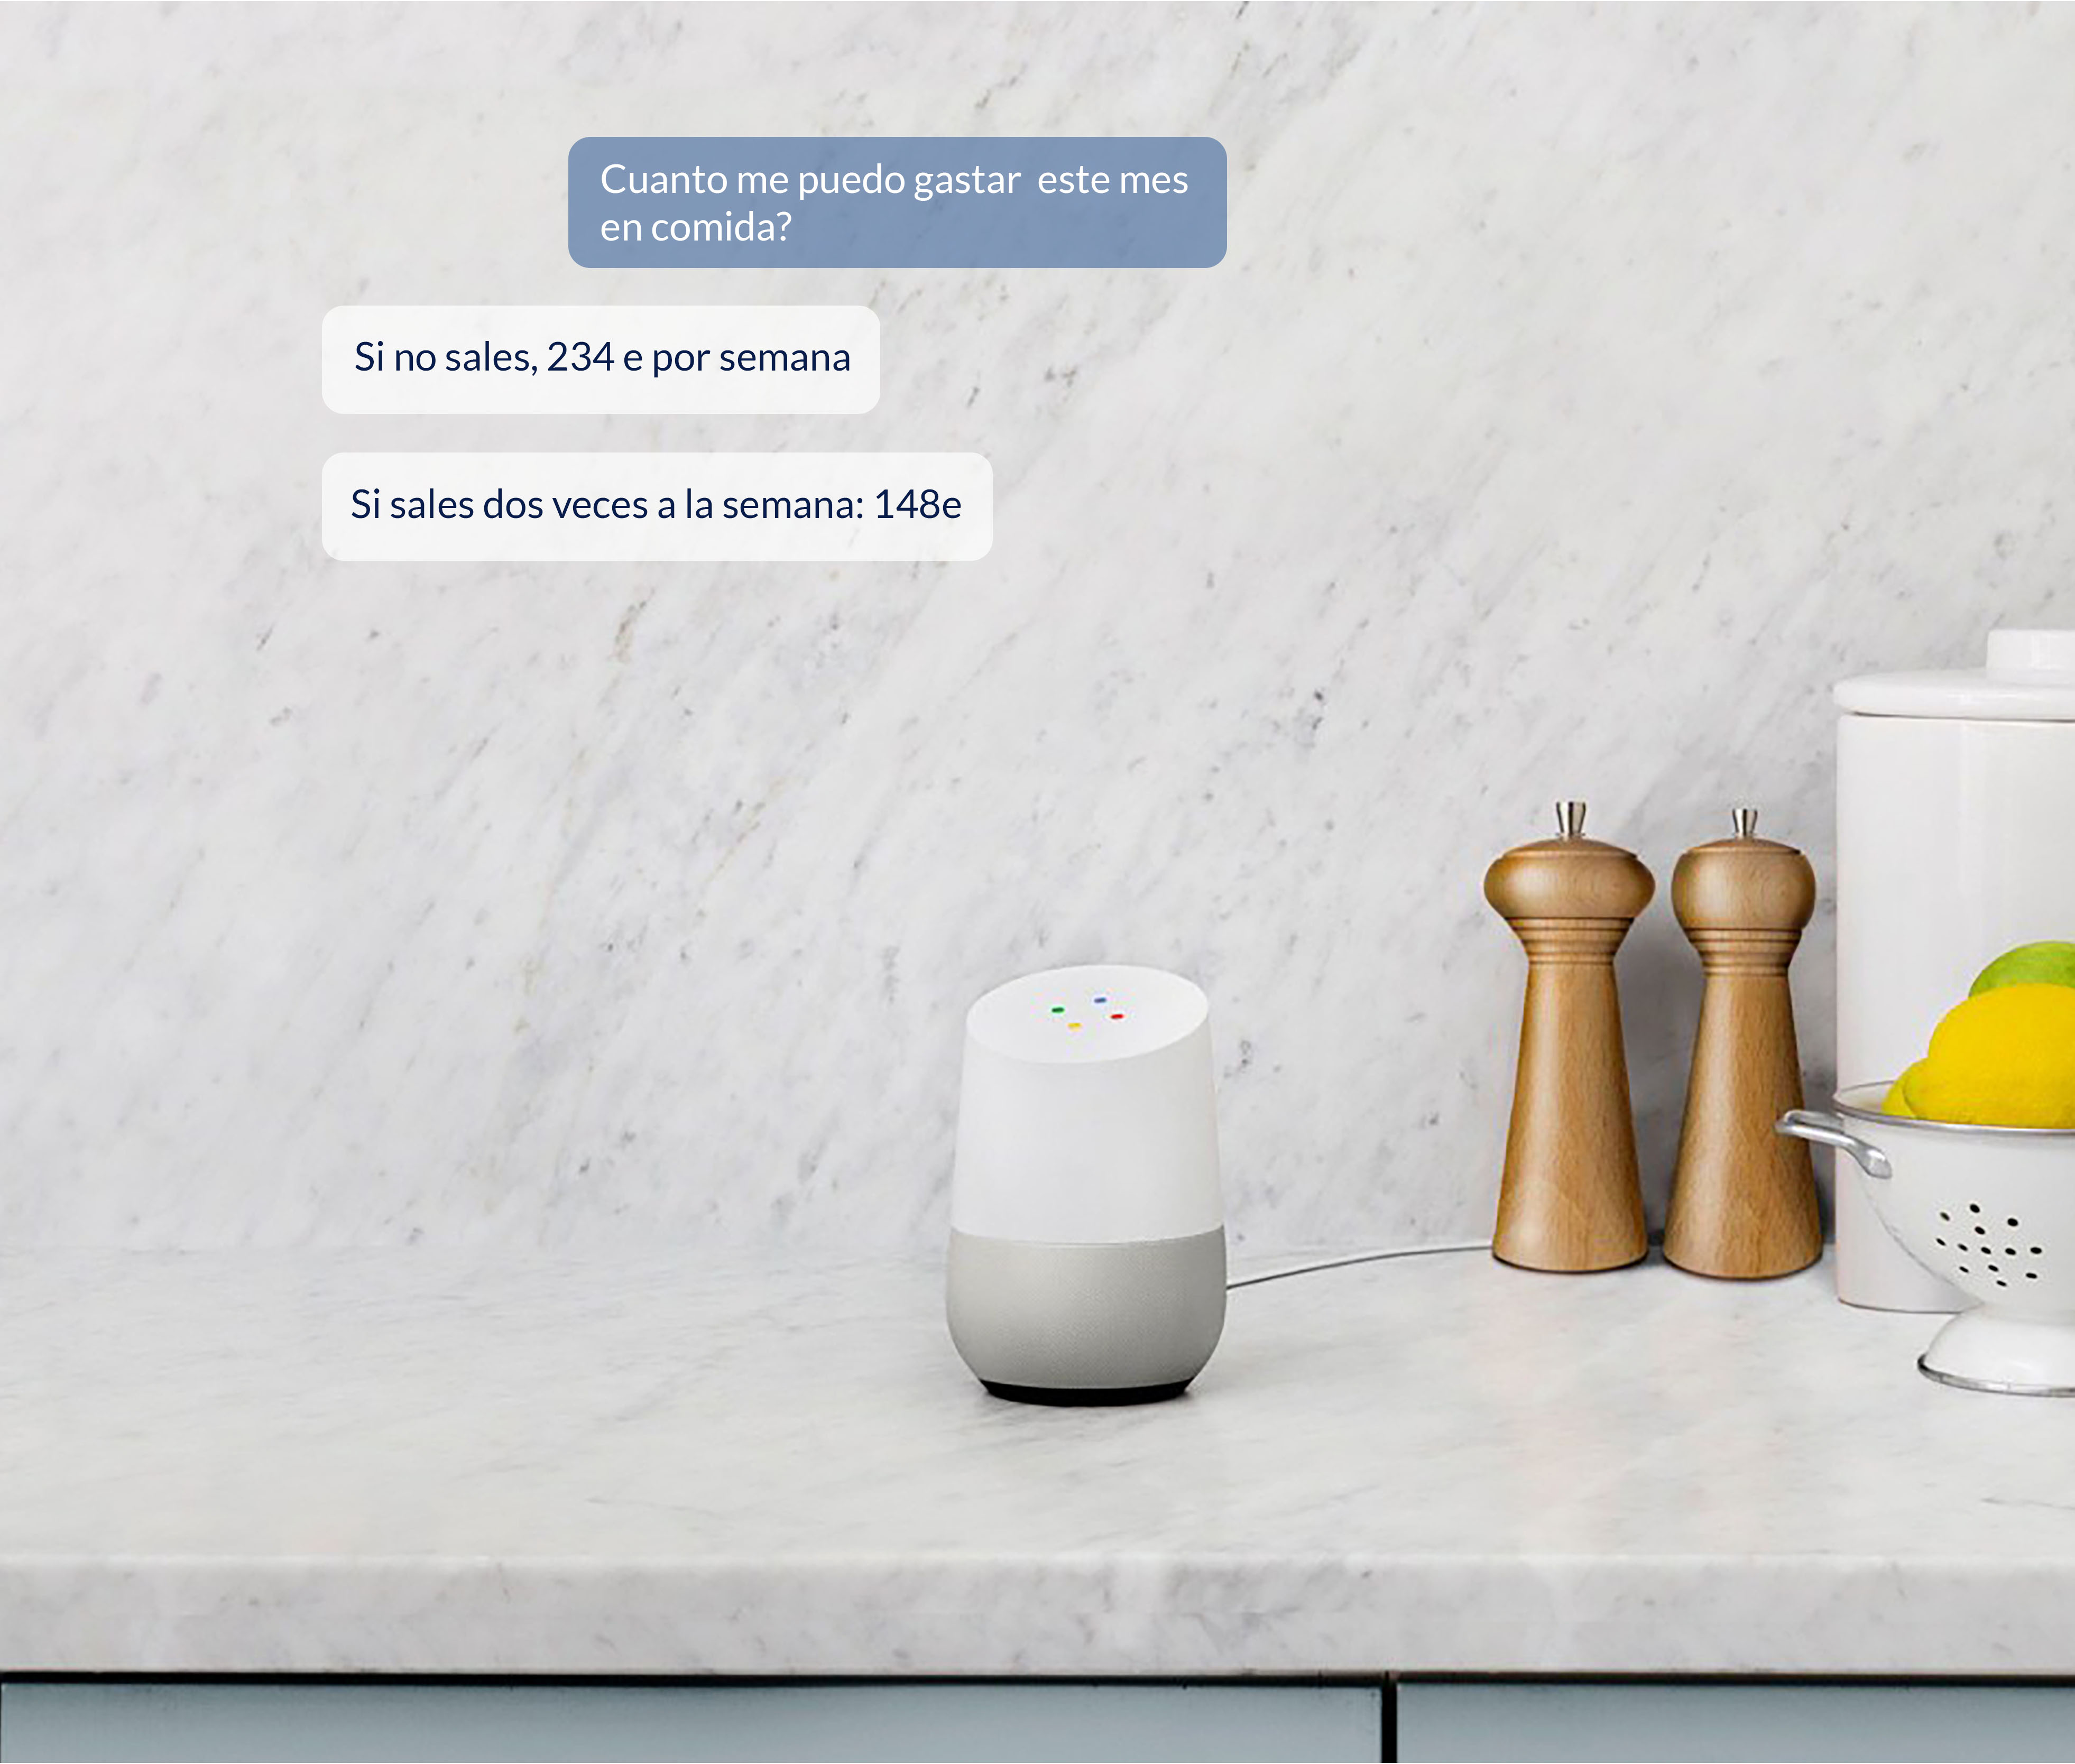 Cuanto me puedo gastar  este mes
en comida?
Si no sales, 234 e por semana
Si sales dos veces a la semana: 148e